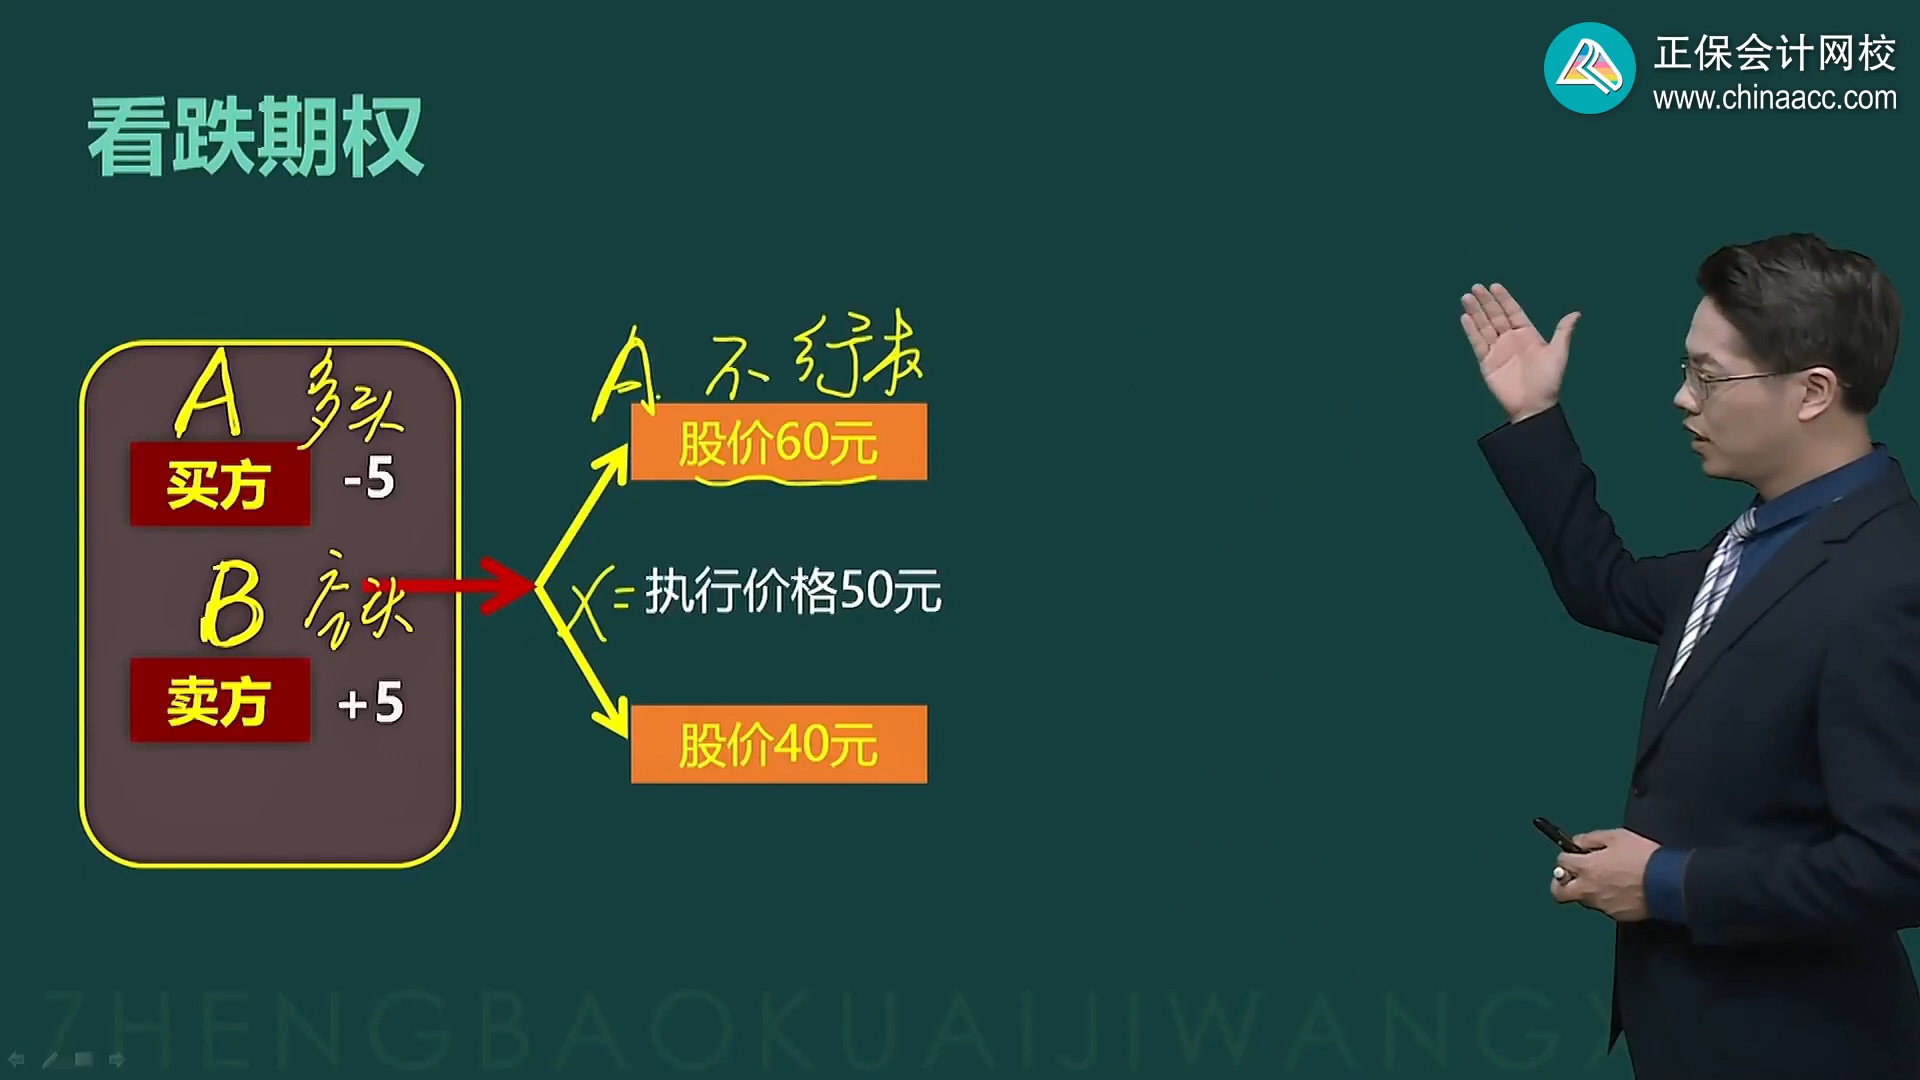 正保会计网校
www.chinaacc.com
看跌期权
A 多头
买方 -5
B 空头
卖方 +5
A 不行权
股价60元
X= 执行价格50元
股价40元
ZHENGBAOKUAIJIWANGX